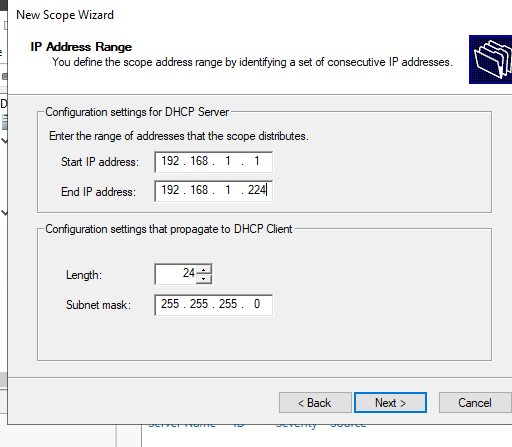 New Scope Wizard
IP Address Range
You define the scope address range by identifying a set of consecutive IP addresses.
Configuration settings for DHCP Server
Enter the range of addresses that the scope distributes.
Start IP address: 192 . 168 . 1 . 1
End IP address: 192 . 168 . 1 . 224
Configuration settings that propagate to DHCP Client
Length: 24
Subnet mask: 255 . 255 . 255 . 0
< Back Next > Cancel
Server Name ID Severity Source